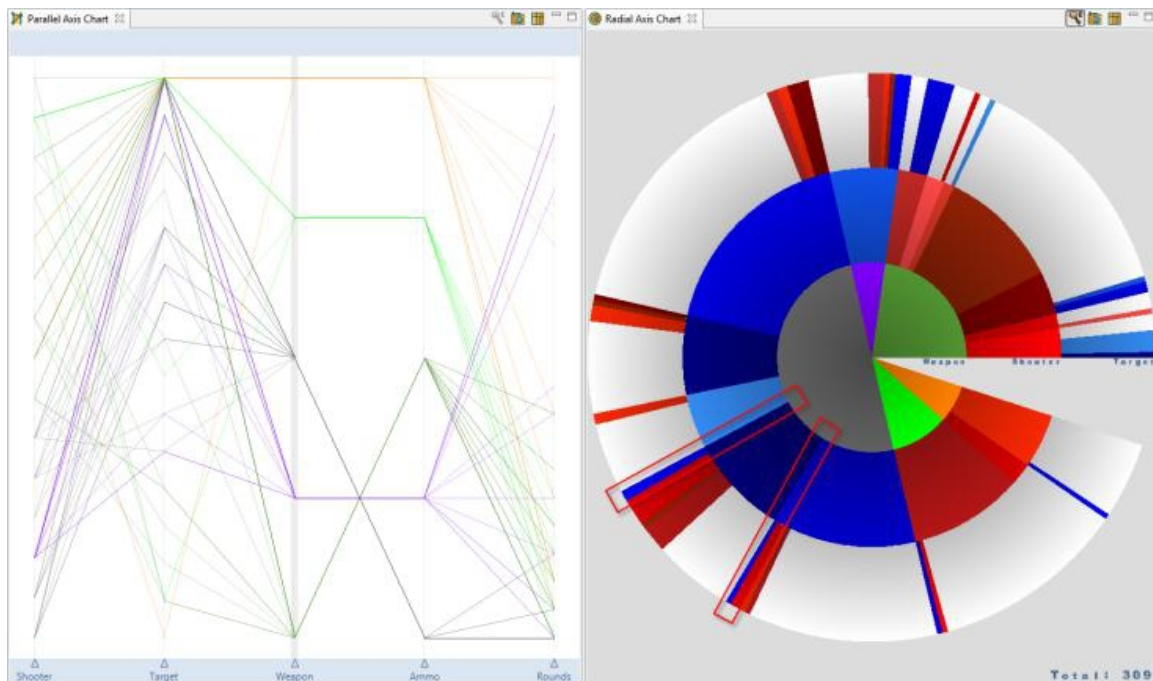 Parallel Axis Chart
Radial Axis Chart
Weapon Shooter Target
Shooter Target Weapon Ammo Rounds
Total: 309